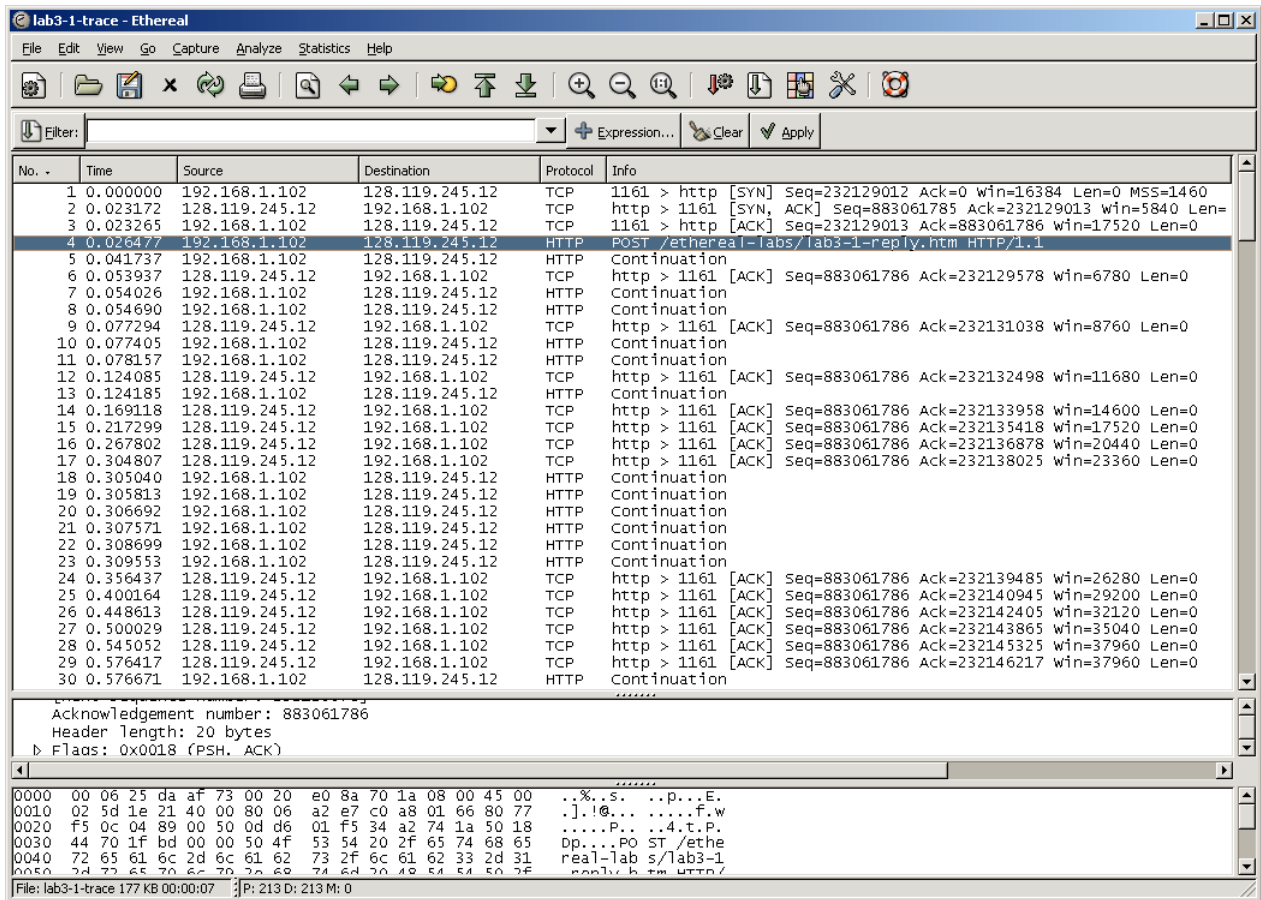 lab3-1-trace - Ethereal
File Edit View Go Capture Analyze Statistics Help
Filter: Expression... Clear Apply
No. - Time Source Destination Protocol Info
1 0.000000 192.168.1.102 128.119.245.12 TCP 1161 > http [SYN] Seq=232129012 Ack=0 Win=16384 Len=0 MSS=1460
2 0.023172 128.119.245.12 192.168.1.102 TCP http > 1161 [SYN, ACK] Seq=883061785 Ack=232129013 Win=5840 Len=
3 0.023265 192.168.1.102 128.119.245.12 TCP 1161 > http [ACK] Seq=232129013 Ack=883061786 Win=17520 Len=0
4 0.026477 192.168.1.102 128.119.245.12 HTTP POST /ethereal-labs/lab3-1-reply.htm HTTP/1.1
5 0.041737 192.168.1.102 128.119.245.12 HTTP Continuation
6 0.053937 128.119.245.12 192.168.1.102 TCP http > 1161 [ACK] Seq=883061786 Ack=232129578 Win=6780 Len=0
7 0.054026 192.168.1.102 128.119.245.12 HTTP Continuation
8 0.054690 192.168.1.102 128.119.245.12 HTTP Continuation
9 0.077294 128.119.245.12 192.168.1.102 TCP http > 1161 [ACK] Seq=883061786 Ack=232131038 Win=8760 Len=0
10 0.077405 192.168.1.102 128.119.245.12 HTTP Continuation
11 0.078157 192.168.1.102 128.119.245.12 HTTP Continuation
12 0.124085 128.119.245.12 192.168.1.102 TCP http > 1161 [ACK] Seq=883061786 Ack=232132498 Win=11680 Len=0
13 0.124185 192.168.1.102 128.119.245.12 HTTP Continuation
14 0.169118 128.119.245.12 192.168.1.102 TCP http > 1161 [ACK] Seq=883061786 Ack=232133958 Win=14600 Len=0
15 0.217299 128.119.245.12 192.168.1.102 TCP http > 1161 [ACK] Seq=883061786 Ack=232135418 Win=17520 Len=0
16 0.267802 128.119.245.12 192.168.1.102 TCP http > 1161 [ACK] Seq=883061786 Ack=232136878 Win=20440 Len=0
17 0.304807 128.119.245.12 192.168.1.102 TCP http > 1161 [ACK] Seq=883061786 Ack=232138025 Win=23360 Len=0
18 0.305040 192.168.1.102 128.119.245.12 HTTP Continuation
19 0.305813 192.168.1.102 128.119.245.12 HTTP Continuation
20 0.306692 192.168.1.102 128.119.245.12 HTTP Continuation
21 0.307571 192.168.1.102 128.119.245.12 HTTP Continuation
22 0.308699 192.168.1.102 128.119.245.12 HTTP Continuation
23 0.309553 192.168.1.102 128.119.245.12 HTTP Continuation
24 0.356437 128.119.245.12 192.168.1.102 TCP http > 1161 [ACK] Seq=883061786 Ack=232139485 Win=26280 Len=0
25 0.400164 128.119.245.12 192.168.1.102 TCP http > 1161 [ACK] Seq=883061786 Ack=232140945 Win=29200 Len=0
26 0.448613 128.119.245.12 192.168.1.102 TCP http > 1161 [ACK] Seq=883061786 Ack=232142405 Win=32120 Len=0
27 0.500029 128.119.245.12 192.168.1.102 TCP http > 1161 [ACK] Seq=883061786 Ack=232143865 Win=35040 Len=0
28 0.545052 128.119.245.12 192.168.1.102 TCP http > 1161 [ACK] Seq=883061786 Ack=232145325 Win=37960 Len=0
29 0.576417 128.119.245.12 192.168.1.102 TCP http > 1161 [ACK] Seq=883061786 Ack=232146217 Win=37960 Len=0
30 0.576671 192.168.1.102 128.119.245.12 HTTP Continuation
Acknowledgement number: 883061786
Header length: 20 bytes
Flags: 0x0018 (PSH, ACK)
0000 00 06 25 da af 73 00 20 e0 8a 70 1a 08 00 45 00 ..%..s. ..p...E.
0010 02 5d 1e 21 40 00 80 06 a2 e7 c0 a8 01 66 80 77 .].!@... .....f.w
0020 f5 0c 04 89 00 50 0d d6 01 f5 34 a2 74 1a 50 18 .....P.. ..4.t.P.
0030 44 70 1f bd 00 00 50 4f 53 54 20 2f 65 74 68 65 Dp....PO ST /ethe
0040 72 65 61 6c 2d 6c 61 62 73 2f 6c 61 62 33 2d 31 real-lab s/lab3-1
0050 2d 72 65 70 6c 79 2e 68 74 6d 20 48 54 54 50 2f -reply.h tm HTTP/
File: lab3-1-trace 177 KB 00:00:07 P: 213 D: 213 M: 0